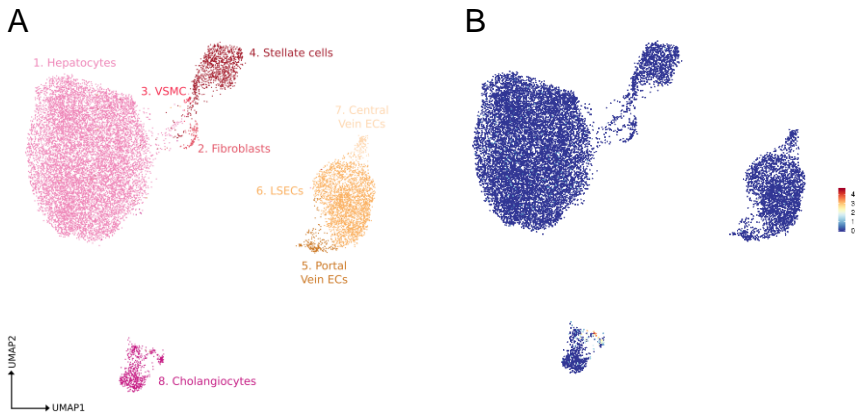 A
B
1. Hepatocytes
4. Stellate cells
3. VSMC
2. Fibroblasts
7. Central
Vein ECs
6. LSECs
5. Portal
Vein ECs
8. Cholangiocytes
UMAP2
UMAP1
4
3
2
1
0